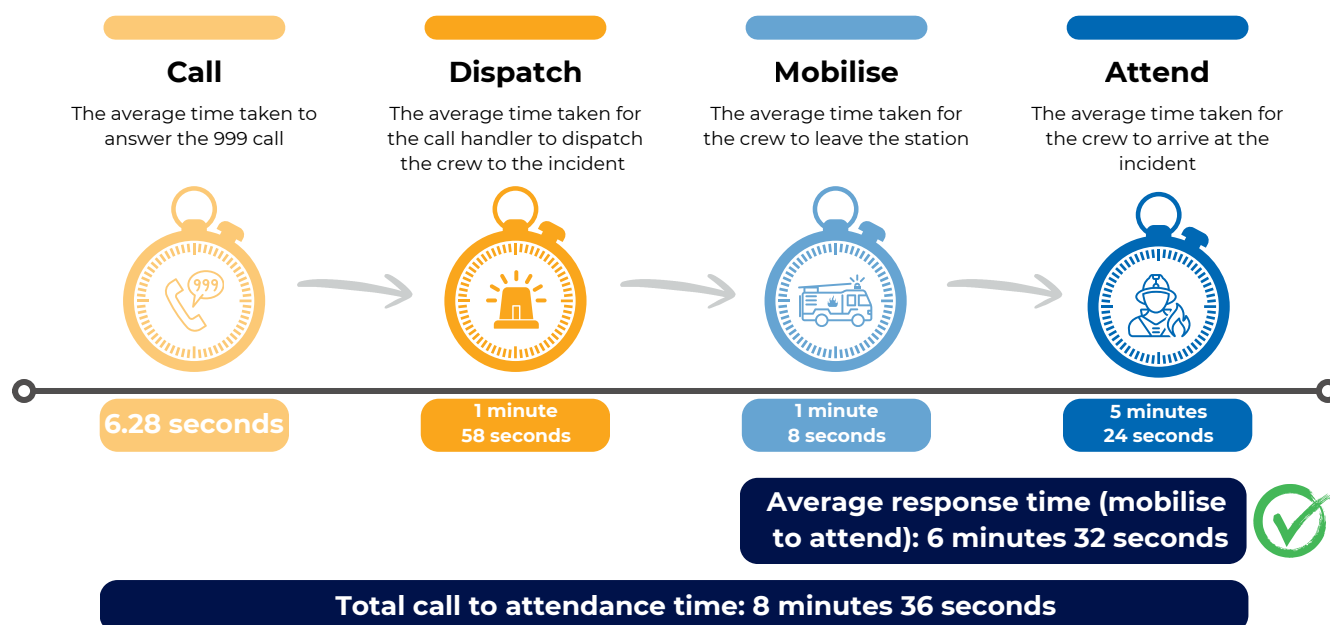 Call
The average time taken to
answer the 999 call
Dispatch
The average time taken for
the call handler to dispatch
the crew to the incident
Mobilise
The average time taken for
the crew to leave the station
Attend
The average time taken for
the crew to arrive at the
incident
999
6.28 seconds
1 minute
58 seconds
1 minute
8 seconds
5 minutes
24 seconds
Average response time (mobilise
to attend): 6 minutes 32 seconds
Total call to attendance time: 8 minutes 36 seconds